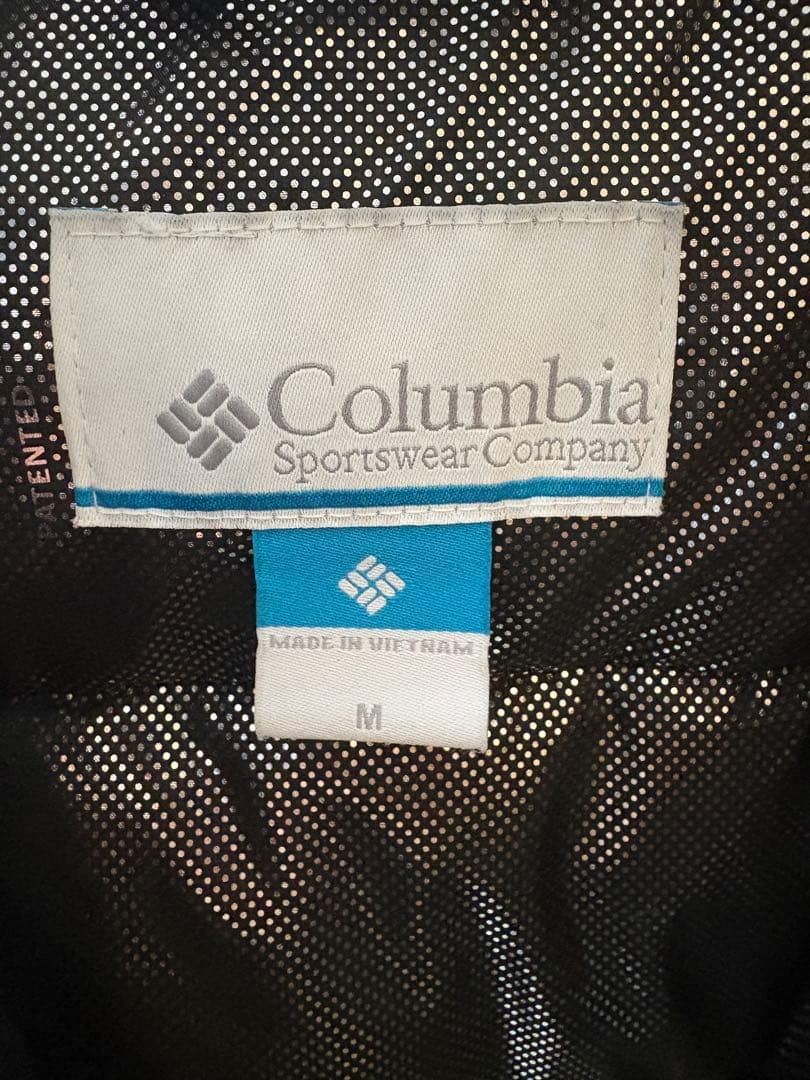 PATENTED.
Columbia
Sportswear Company
MADE IN VIETNAM
M